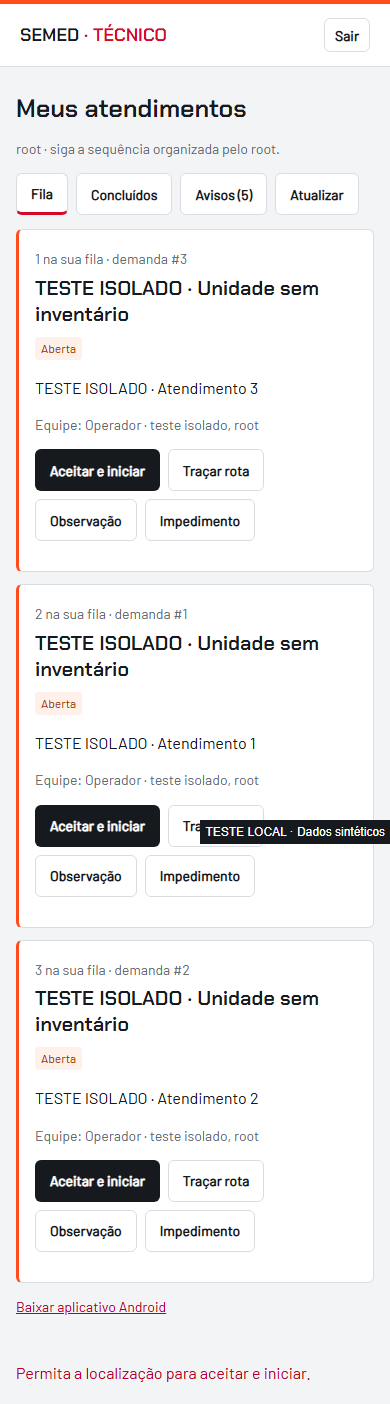 SEMED · TÉCNICO
Sair
Meus atendimentos
root · siga a sequência organizada pelo root.
Fila
Concluídos
Avisos (5)
Atualizar
1 na sua fila · demanda #3
TESTE ISOLADO · Unidade sem
inventário
Aberta
TESTE ISOLADO · Atendimento 3
Equipe: Operador · teste isolado, root
Aceitar e iniciar
Traçar rota
Observação
Impedimento
2 na sua fila · demanda #1
TESTE ISOLADO · Unidade sem
inventário
Aberta
TESTE ISOLADO · Atendimento 1
Equipe: Operador · teste isolado, root
Aceitar e iniciar
TESTE LOCAL · Dados sintéticos
Observação
Impedimento
3 na sua fila · demanda #2
TESTE ISOLADO · Unidade sem
inventário
Aberta
TESTE ISOLADO · Atendimento 2
Equipe: Operador · teste isolado, root
Aceitar e iniciar
Traçar rota
Observação
Impedimento
Baixar aplicativo Android
Permita a localização para aceitar e iniciar.